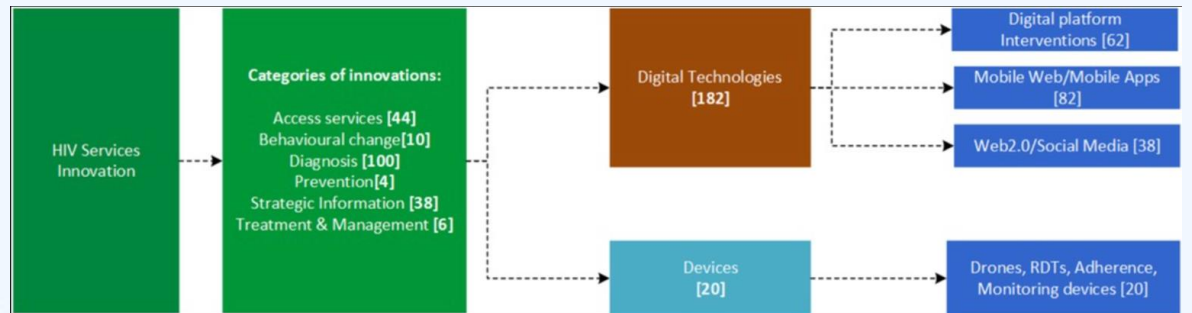 HIV Services
Innovation
Categories of innovations:
Access services [44]
Behavioural change[10]
Diagnosis [100]
Prevention[4]
Strategic Information [38]
Treatment & Management [6]
Digital Technologies
[182]
Devices
[20]
Digital platform
Interventions [62]
Mobile Web/Mobile Apps
[82]
Web2.0/Social Media [38]
Drones, RDTs, Adherence,
Monitoring devices [20]